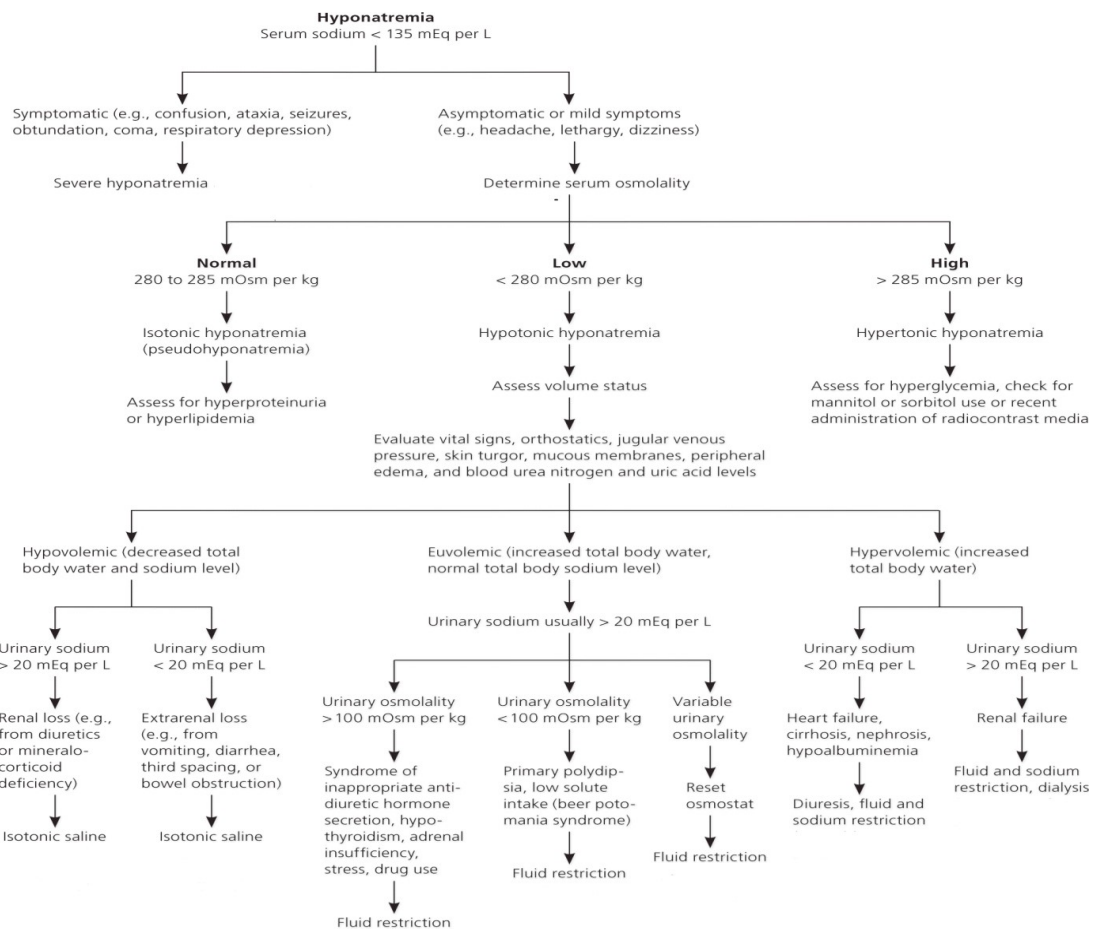 Hyponatremia
Serum sodium < 135 mEq per L
Symptomatic (e.g., confusion, ataxia, seizures,
obtundation, coma, respiratory depression)
Asymptomatic or mild symptoms
(e.g., headache, lethargy, dizziness)
Severe hyponatremia
Determine serum osmolality
Normal
280 to 285 mOsm per kg
Low
< 280 mOsm per kg
High
> 285 mOsm per kg
Isotonic hyponatremia
(pseudohyponatremia)
Hypotonic hyponatremia
Hypertonic hyponatremia
Assess for hyperproteinuria
or hyperlipidemia
Assess volume status
Assess for hyperglycemia, check for
mannitol or sorbitol use or recent
administration of radiocontrast media
Evaluate vital signs, orthostatics, jugular venous
pressure, skin turgor, mucous membranes, peripheral
edema, and blood urea nitrogen and uric acid levels
Hypovolemic (decreased total
body water and sodium level)
Euvolemic (increased total body water,
normal total body sodium level)
Hypervolemic (increased
total body water)
Urinary sodium usually > 20 mEq per L
Urinary sodium
> 20 mEq per L
Urinary sodium
< 20 mEq per L
Urinary sodium
< 20 mEq per L
Urinary sodium
> 20 mEq per L
Urinary osmolality
> 100 mOsm per kg
Urinary osmolality
< 100 mOsm per kg
Variable
urinary
osmolality
Renal loss (e.g.,
from diuretics
or mineralo-
corticoid
deficiency)
Extrarenal loss
(e.g., from
vomiting, diarrhea,
third spacing, or
bowel obstruction)
Heart failure,
cirrhosis, nephrosis,
hypoalbuminemia
Renal failure
Syndrome of
inappropriate anti-
diuretic hormone
secretion, hypo-
thyroidism, adrenal
insufficiency,
stress, drug use
Primary polydip-
sia, low solute
intake (beer poto-
mania syndrome)
Reset
osmostat
Isotonic saline
Isotonic saline
Diuresis, fluid and
sodium restriction
Fluid and sodium
restriction, dialysis
Fluid restriction
Fluid restriction
Fluid restriction